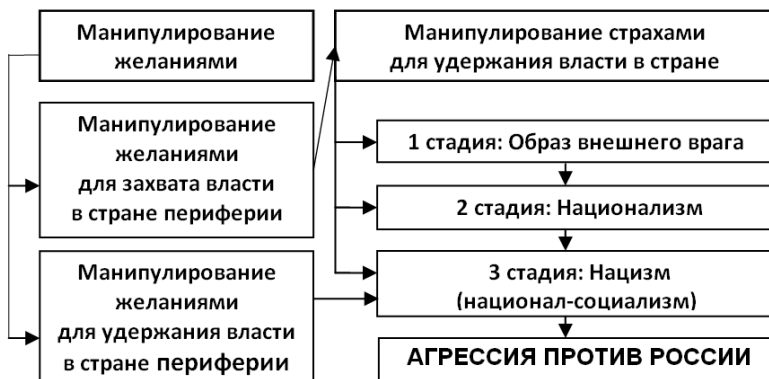 Манипулирование
желаниями
Манипулирование
желаниями
для захвата власти
в стране периферии
Манипулирование
желаниями
для удержания власти
в стране периферии
Манипулирование страхами
для удержания власти в стране
1 стадия: Образ внешнего врага
2 стадия: Национализм
3 стадия: Нацизм
(национал-социализм)
АГРЕССИЯ ПРОТИВ РОССИИ